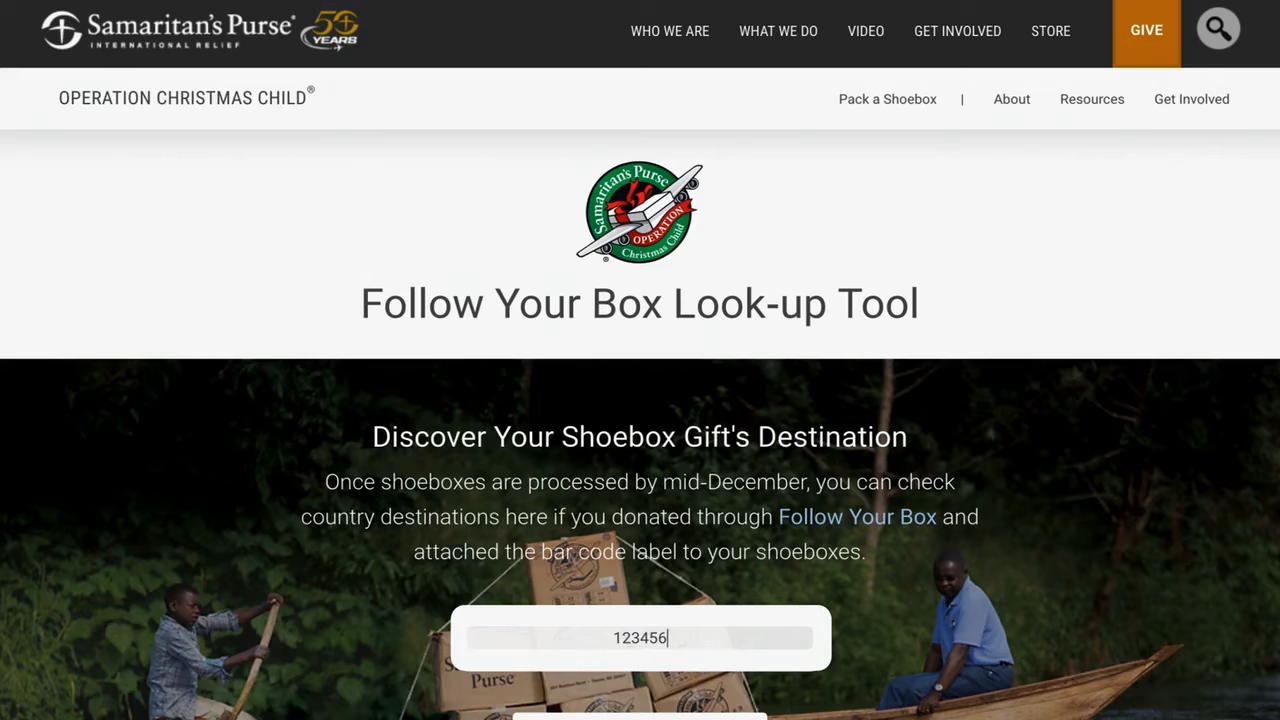 Samaritan's Purse®
INTERNATIONAL RELIEF
50 YEARS
WHO WE ARE
WHAT WE DO
VIDEO
GET INVOLVED
STORE
GIVE
OPERATION CHRISTMAS CHILD®
Pack a Shoebox | About Resources Get Involved
Samaritan's Purse
OPERATION
Christmas Child
®
Follow Your Box Look-up Tool
Discover Your Shoebox Gift's Destination
Once shoeboxes are processed by mid-December, you can check
country destinations here if you donated through Follow Your Box and
attached the bar code label to your shoeboxes.
123456
Purse